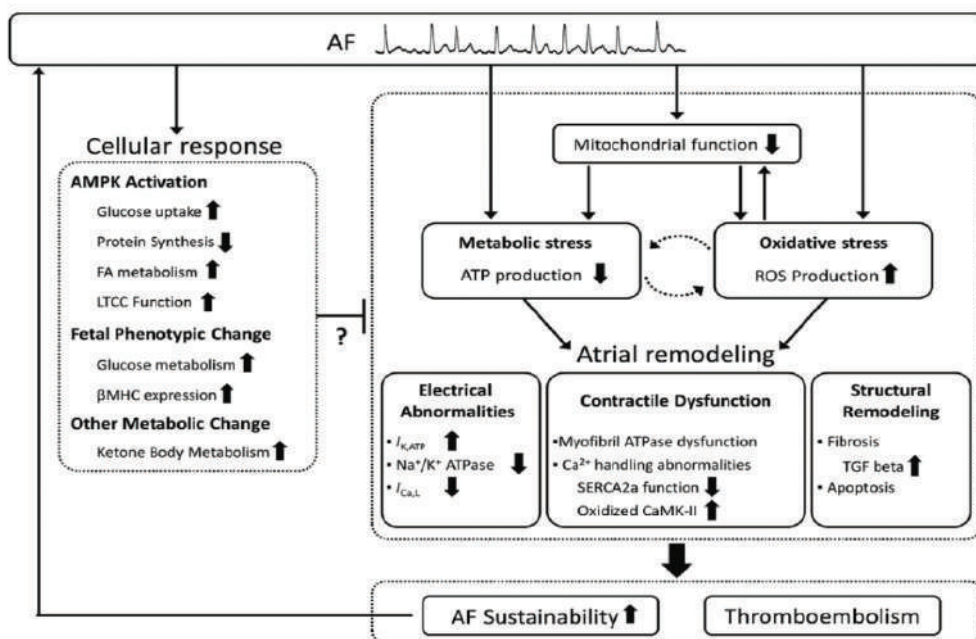 AF
Cellular response
AMPK Activation
Glucose uptake
Protein Synthesis
FA metabolism
LTCC Function
Fetal Phenotypic Change
Glucose metabolism
βMHC expression
Other Metabolic Change
Ketone Body Metabolism
?
Mitochondrial function
Metabolic stress
ATP production
Oxidative stress
ROS Production
Atrial remodeling
Electrical
Abnormalities
• I_K,ATP
• Na⁺/K⁺ ATPase
• I_Ca,L
Contractile Dysfunction
•Myofibril ATPase dysfunction
• Ca²⁺ handling abnormalities
SERCA2a function
Oxidized CaMK-II
Structural
Remodeling
• Fibrosis
TGF beta
• Apoptosis
AF Sustainability
Thromboembolism